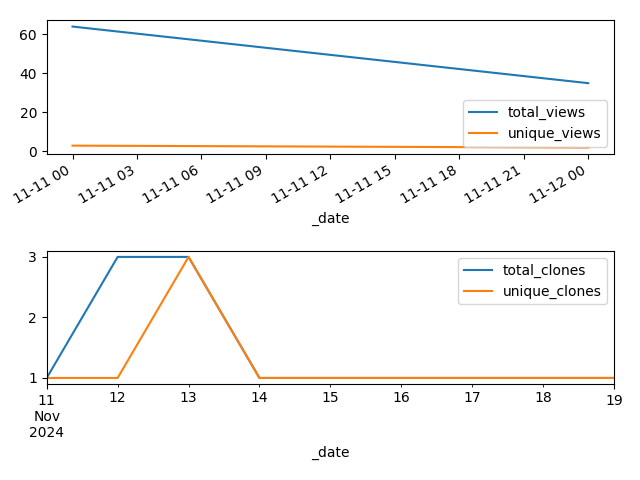 60
40
20
0
total_views
unique_views
11-11 00 11-11 03 11-11 06 11-11 09 11-11 12 11-11 15 11-11 18 11-11 21 11-12 00
_date
3
2
1
total_clones
unique_clones
11 12 13 14 15 16 17 18 19
Nov
2024
_date